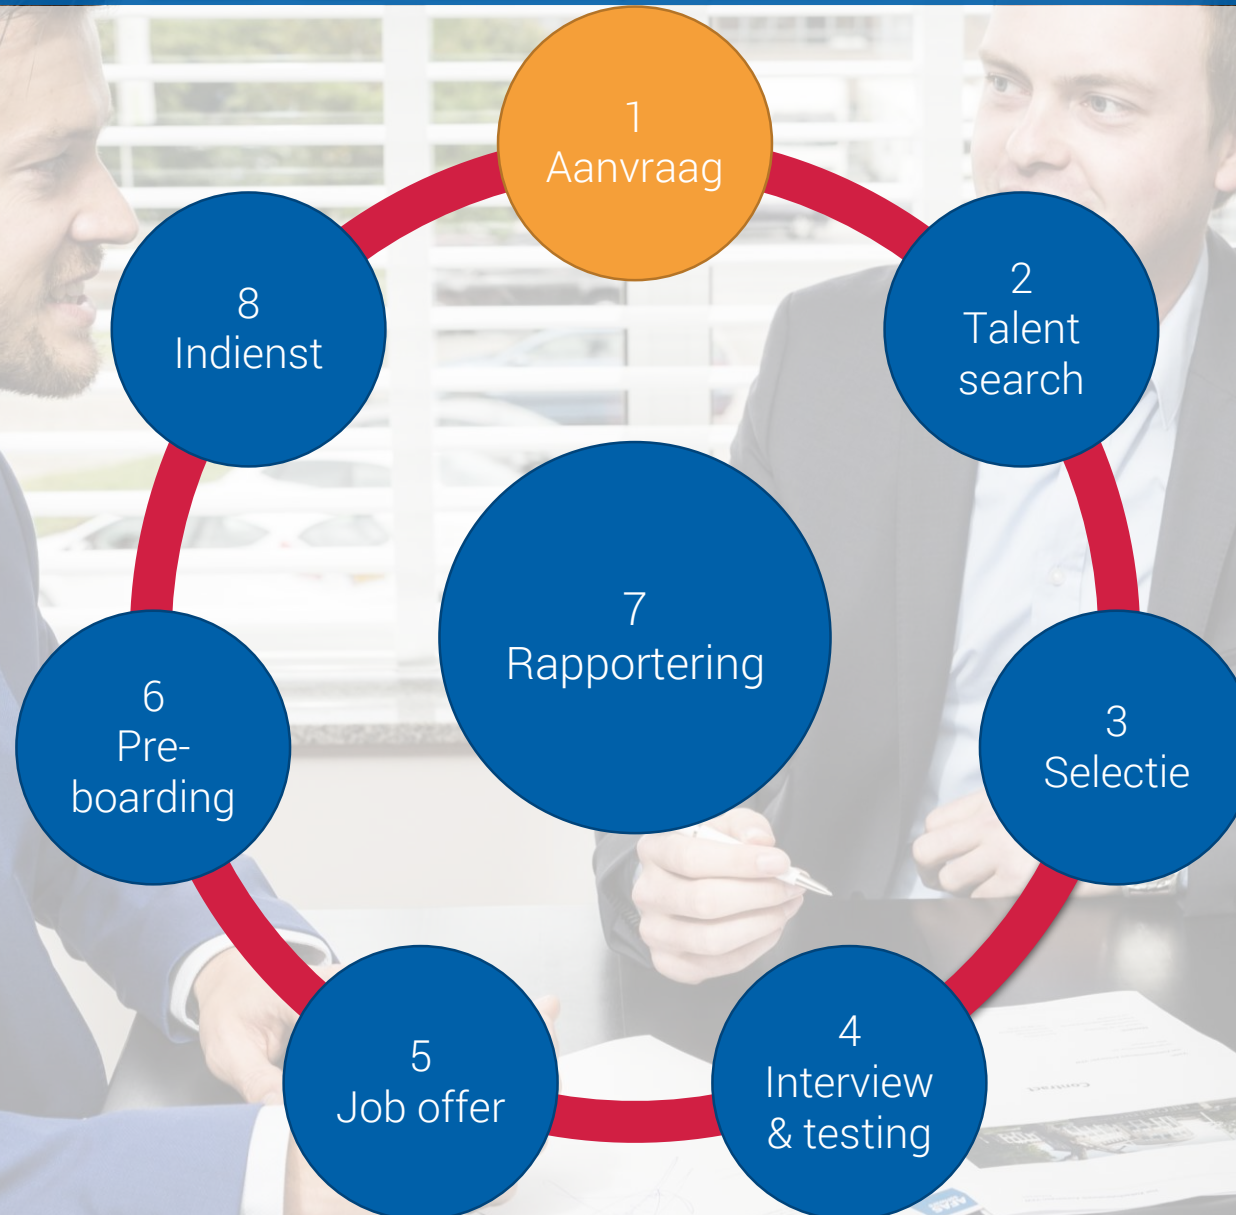 1
Aanvraag
2
Talent
search
3
Selectie
4
Interview
& testing
5
Job offer
6
Pre-
boarding
7
Rapportering
8
Indienst
Contract